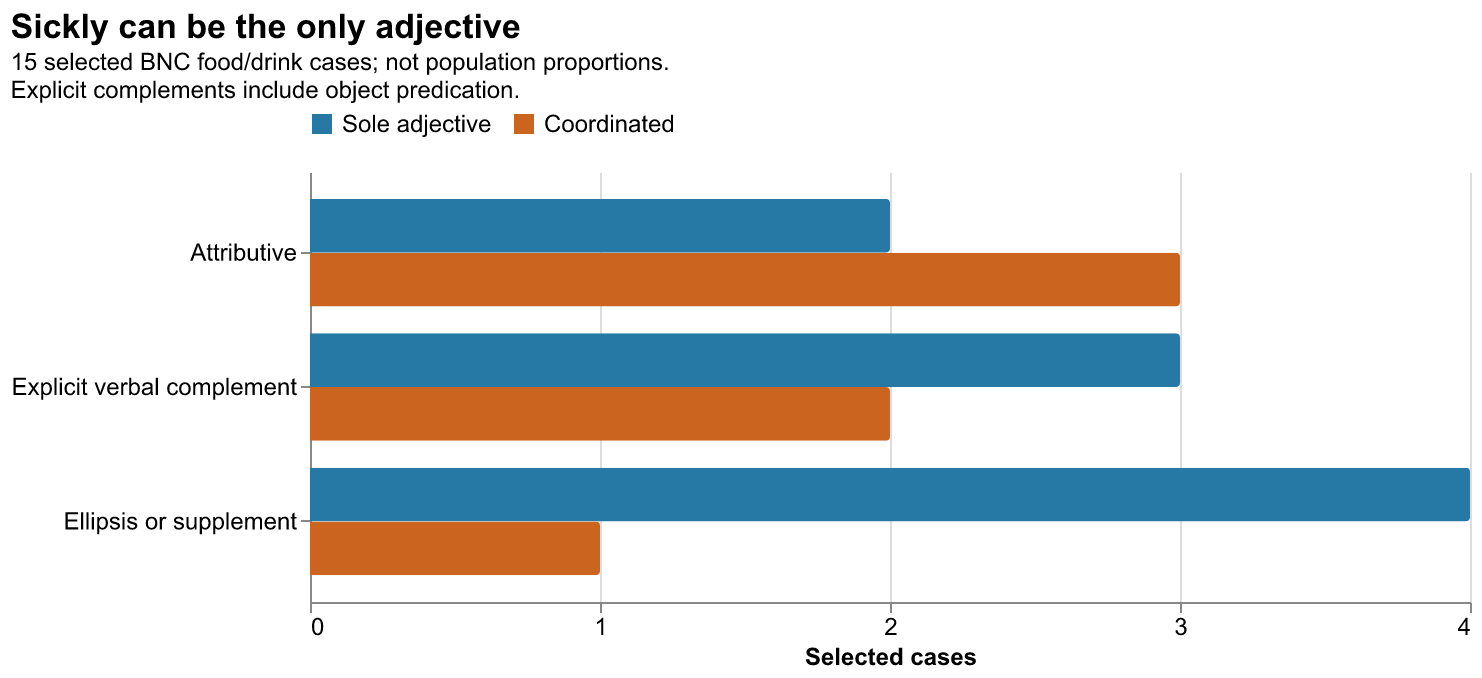 Sickly can be the only adjective
15 selected BNC food/drink cases; not population proportions.
Explicit complements include object predication.
Sole adjective Coordinated
Attributive
Explicit verbal complement
Ellipsis or supplement
0 1 2 3 4
Selected cases